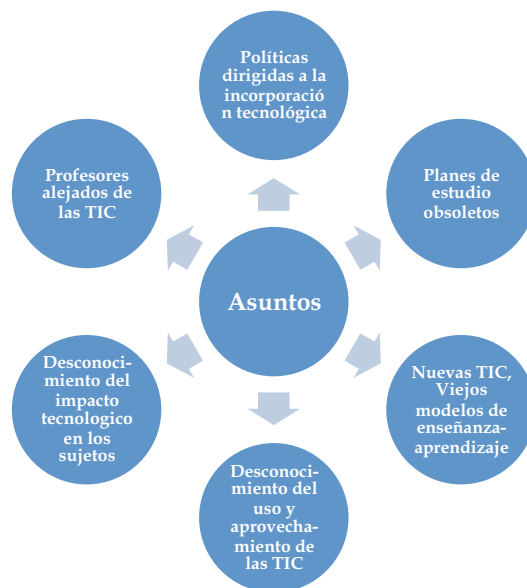 Políticas
dirigidas a la
incorporació
n tecnológica
Profesores
alejados de
las TIC
Planes de
estudio
obsoletos
Asuntos
Desconoci-
miento del
impacto
tecnologico
en los
sujetos
Nuevas TIC,
Viejos
modelos de
enseñanza-
aprendizaje
Desconoci-
miento del
uso y
aprovecha-
miento de
las TIC